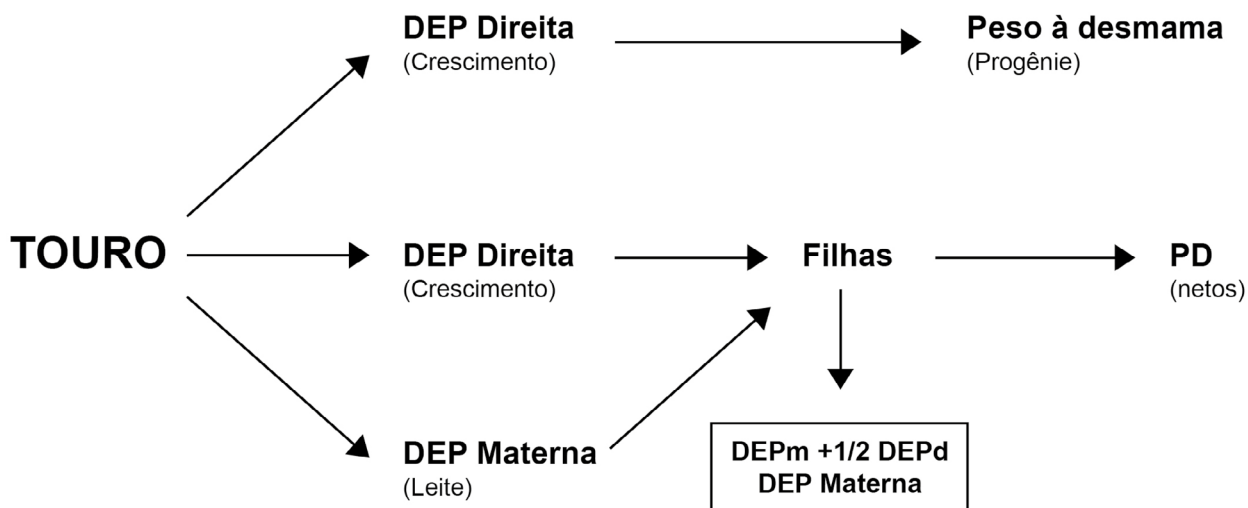 DEP Direita
(Crescimento)
Peso à desmama
(Progênie)
TOURO
DEP Direita
(Crescimento)
Filhas
PD
(netos)
DEP Materna
(Leite)
DEPm +1/2 DEPd
DEP Materna